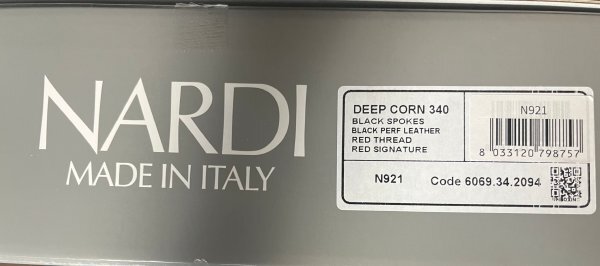 NARDI
MADE IN ITALY
DEEP CORN 340
BLACK SPOKES
BLACK PERF LEATHER
RED THREAD
RED SIGNATURE
N921
8 033120 798757
N921 Code 6069.34.2094